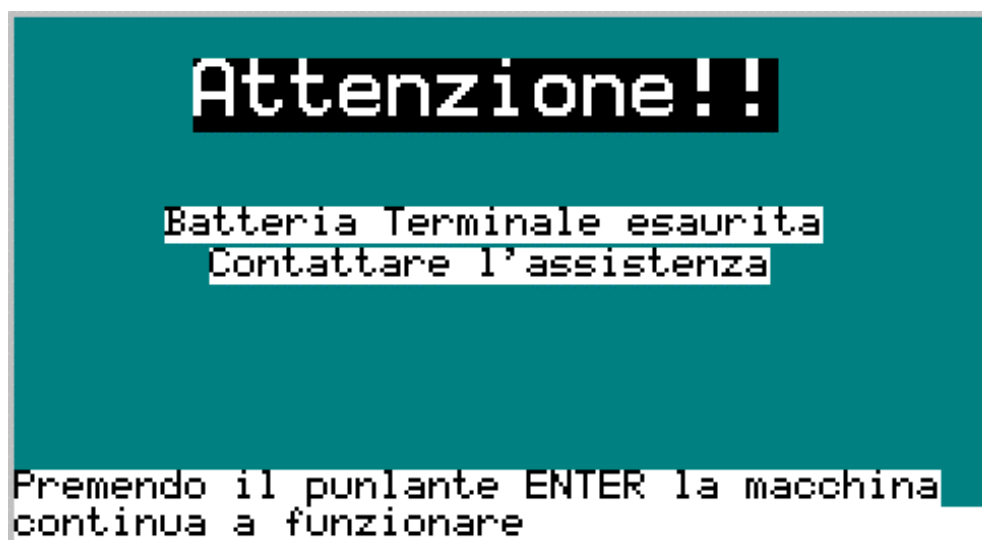 Attenzione!!
Batteria Terminale esaurita
Contattare l'assistenza
Premendo il punlante ENTER la macchina
continua a funzionare